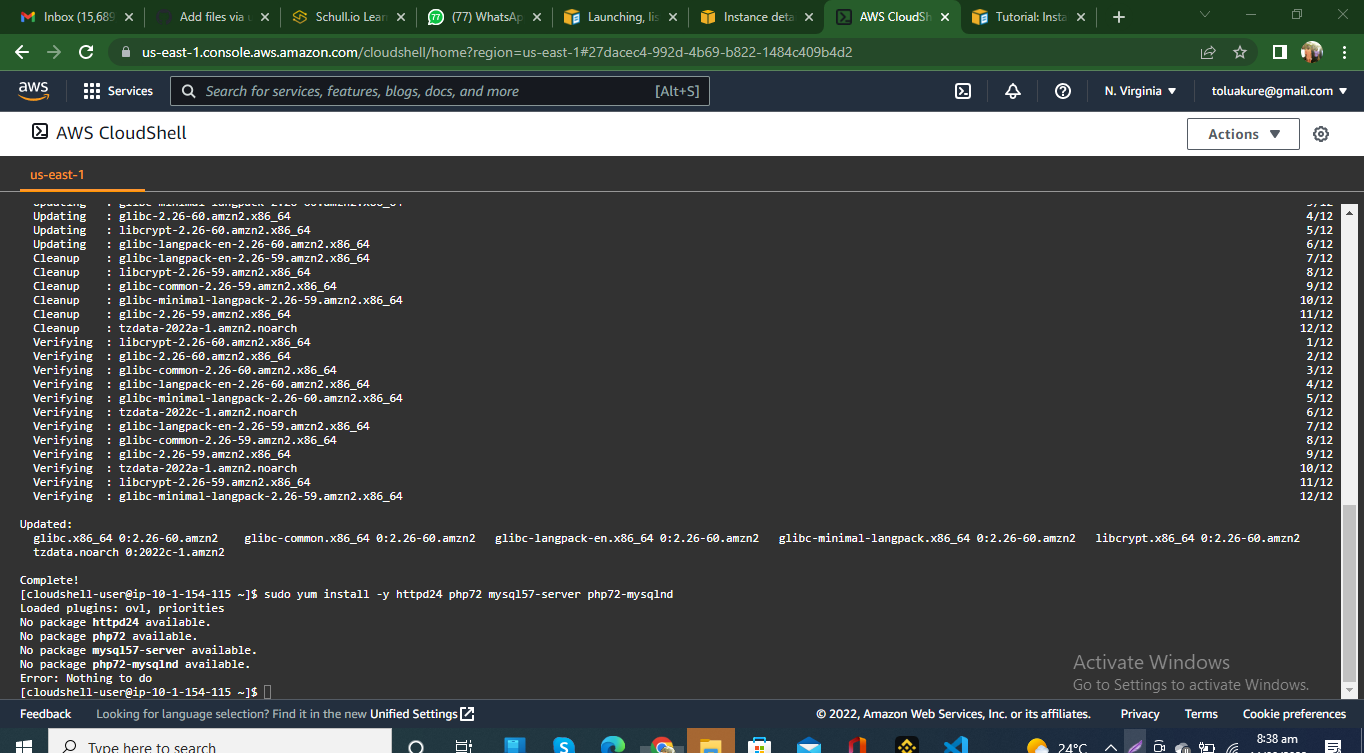 Inbox (15,689
Add files via u
Schull.io Lear
(77) WhatsAp
Launching, lis
Instance deta
AWS CloudSh
Tutorial: Insta
us-east-1.console.aws.amazon.com/cloudshell/home?region=us-east-1#27dacec4-992d-4b69-b822-1484c409b4d2
aws
Services
Search for services, features, blogs, docs, and more [Alt+S]
N. Virginia
toluakure@gmail.com
AWS CloudShell
Actions
us-east-1
Updating : glibc-minimal-langpack-2.26-60.amzn2.x86_64 3/12
Updating : glibc-2.26-60.amzn2.x86_64 4/12
Updating : libcrypt-2.26-60.amzn2.x86_64 5/12
Updating : glibc-langpack-en-2.26-60.amzn2.x86_64 6/12
Cleanup : glibc-langpack-en-2.26-59.amzn2.x86_64 7/12
Cleanup : libcrypt-2.26-59.amzn2.x86_64 8/12
Cleanup : glibc-common-2.26-59.amzn2.x86_64 9/12
Cleanup : glibc-minimal-langpack-2.26-59.amzn2.x86_64 10/12
Cleanup : glibc-2.26-59.amzn2.x86_64 11/12
Cleanup : tzdata-2022a-1.amzn2.noarch 12/12
Verifying : libcrypt-2.26-60.amzn2.x86_64 1/12
Verifying : glibc-2.26-60.amzn2.x86_64 2/12
Verifying : glibc-common-2.26-60.amzn2.x86_64 3/12
Verifying : glibc-langpack-en-2.26-60.amzn2.x86_64 4/12
Verifying : glibc-minimal-langpack-2.26-60.amzn2.x86_64 5/12
Verifying : tzdata-2022c-1.amzn2.noarch 6/12
Verifying : glibc-langpack-en-2.26-59.amzn2.x86_64 7/12
Verifying : glibc-common-2.26-59.amzn2.x86_64 8/12
Verifying : glibc-2.26-59.amzn2.x86_64 9/12
Verifying : tzdata-2022a-1.amzn2.noarch 10/12
Verifying : libcrypt-2.26-59.amzn2.x86_64 11/12
Verifying : glibc-minimal-langpack-2.26-59.amzn2.x86_64 12/12
Updated:
glibc.x86_64 0:2.26-60.amzn2 glibc-common.x86_64 0:2.26-60.amzn2 glibc-langpack-en.x86_64 0:2.26-60.amzn2 glibc-minimal-langpack.x86_64 0:2.26-60.amzn2 libcrypt.x86_64 0:2.26-60.amzn2
tzdata.noarch 0:2022c-1.amzn2
Complete!
[cloudshell-user@ip-10-1-154-115 ~]$ sudo yum install -y httpd24 php72 mysql57-server php72-mysqlnd
Loaded plugins: ovl, priorities
No package httpd24 available.
No package php72 available.
No package mysql57-server available.
No package php72-mysqlnd available.
Error: Nothing to do
[cloudshell-user@ip-10-1-154-115 ~]$
Activate Windows
Go to Settings to activate Windows.
Feedback
Looking for language selection? Find it in the new Unified Settings
© 2022, Amazon Web Services, Inc. or its affiliates.
Privacy
Terms
Cookie preferences
Type here to search
24°C
8:38 am